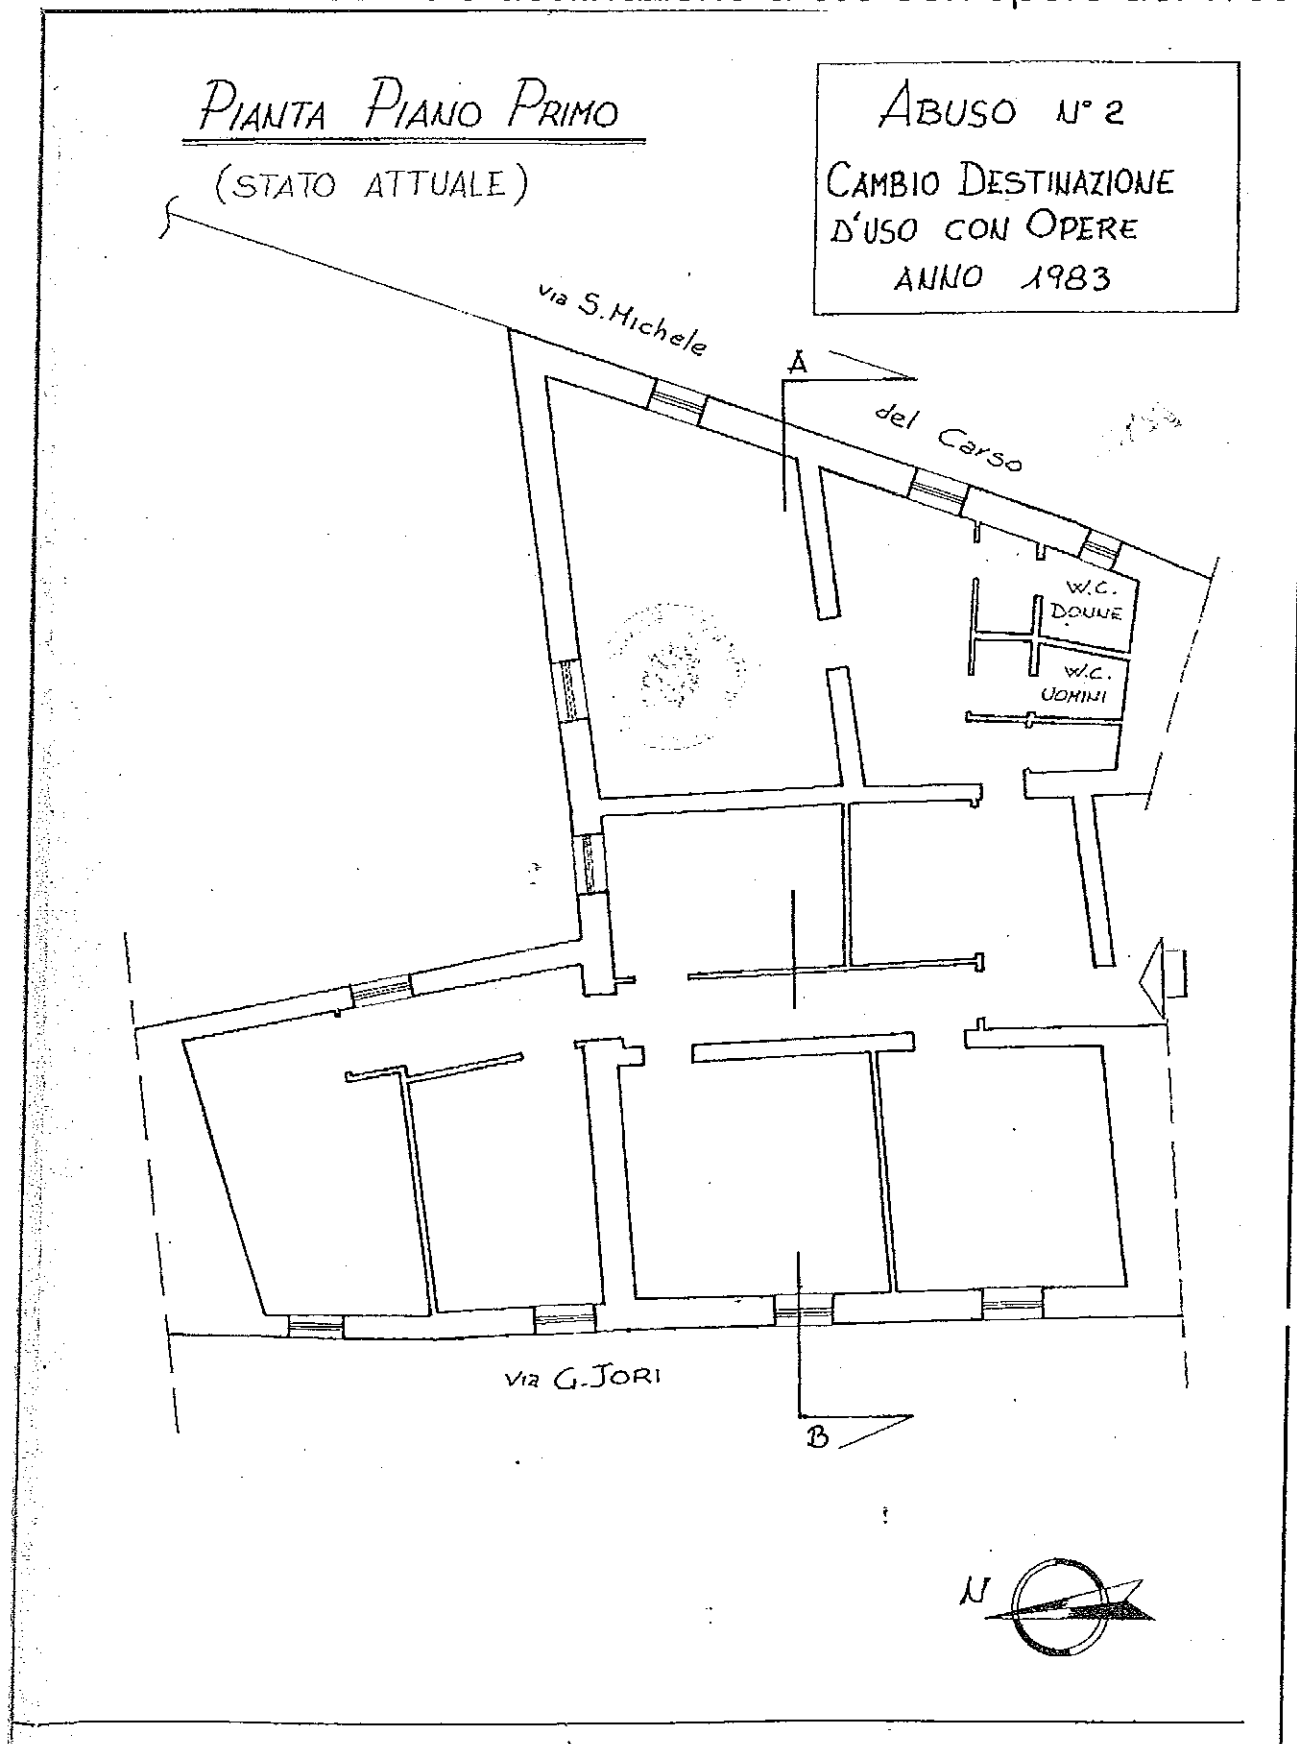 PIANTA PIANO PRIMO
(STATO ATTUALE)
ABUSO N° 2
CAMBIO DESTINAZIONE
D'USO CON OPERE
ANNO 1983
via S. Michele
del Carso
A
W.C.
DONNE
W.C.
UOMINI
via G. JORI
B
N